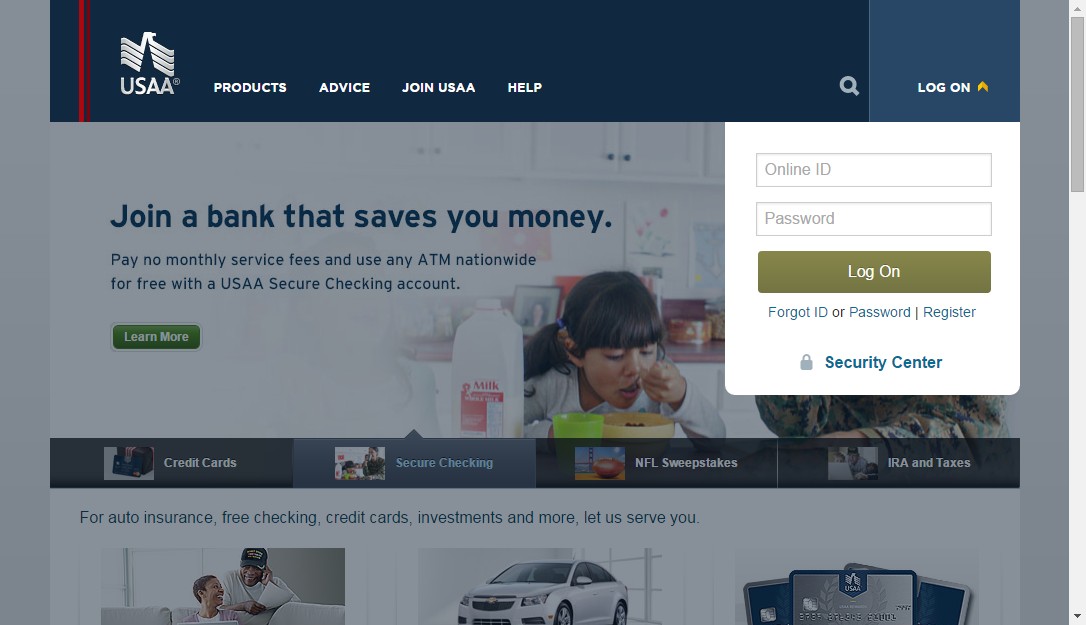 USAA®
PRODUCTS
ADVICE
JOIN USAA
HELP
LOG ON
Online ID
Password
Log On
Forgot ID or Password | Register
Security Center
Join a bank that saves you money.
Pay no monthly service fees and use any ATM nationwide
for free with a USAA Secure Checking account.
Learn More
Milk
Credit Cards
Secure Checking
NFL Sweepstakes
IRA and Taxes
For auto insurance, free checking, credit cards, investments and more, let us serve you.
USAA